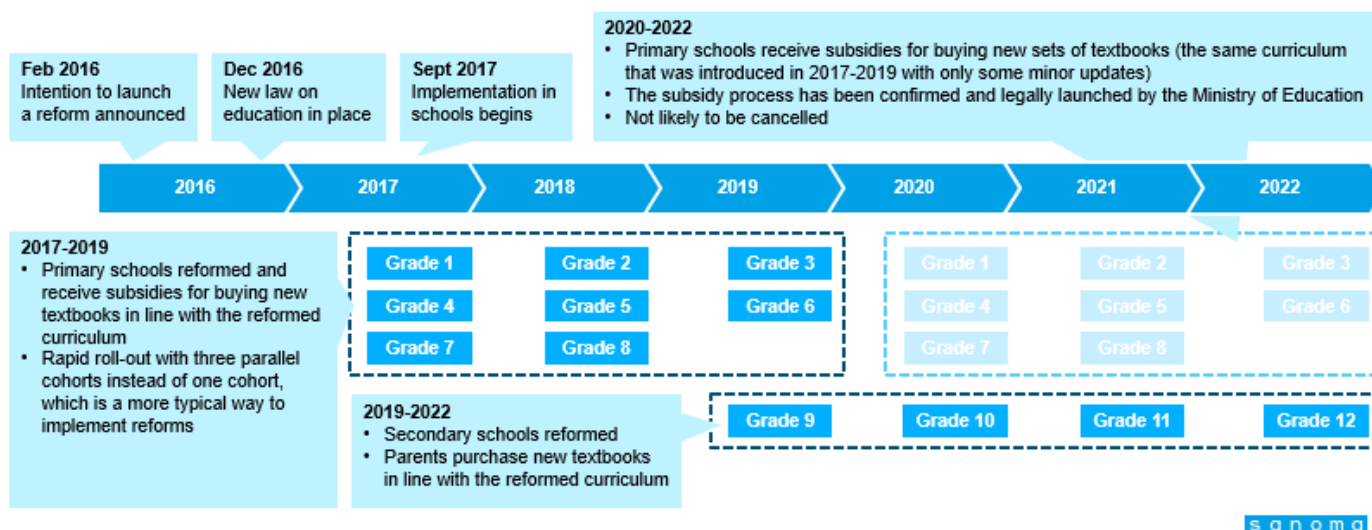 2020-2022
• Primary schools receive subsidies for buying new sets of textbooks (the same curriculum
that was introduced in 2017-2019 with only some minor updates)
• The subsidy process has been confirmed and legally launched by the Ministry of Education
• Not likely to be cancelled
Feb 2016
Intention to launch
a reform announced
Dec 2016
New law on
education in place
Sept 2017
Implementation in
schools begins
2016 2017 2018 2019 2020 2021 2022
2017-2019
• Primary schools reformed and
receive subsidies for buying new
textbooks in line with the reformed
curriculum
• Rapid roll-out with three parallel
cohorts instead of one cohort,
which is a more typical way to
implement reforms
Grade 1 Grade 2 Grade 3 Grade 1 Grade 2 Grade 3
Grade 4 Grade 5 Grade 6 Grade 4 Grade 5 Grade 6
Grade 7 Grade 8 Grade 7 Grade 8
2019-2022
• Secondary schools reformed
• Parents purchase new textbooks
in line with the reformed curriculum
Grade 9 Grade 10 Grade 11 Grade 12
sanoma